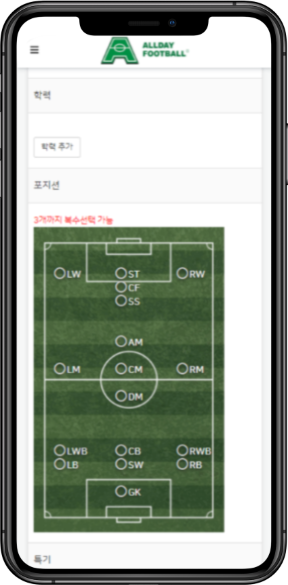 ALLDAY
FOOTBALL
학력
학력 추가
포지션
3개까지 복수선택 가능
LW ST RW
CF
SS
AM
LM CM RM
DM
LWB CB RWB
LB SW RB
GK
특기